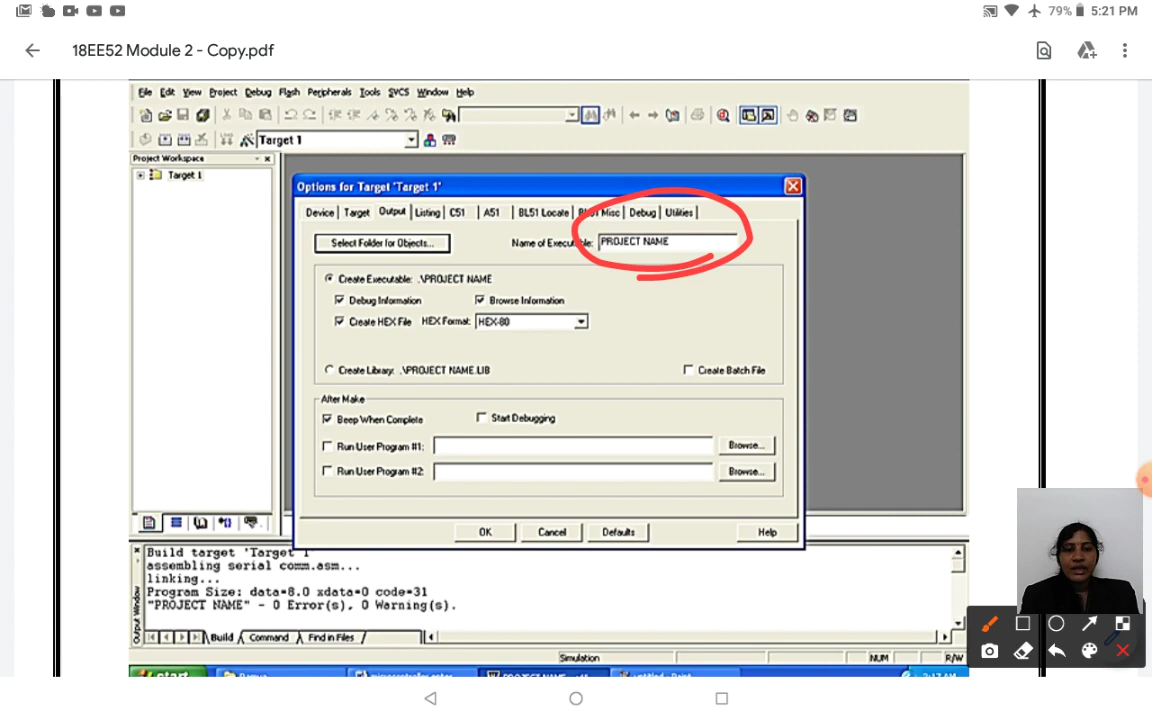 79% 5:21 PM
18EE52 Module 2 - Copy.pdf
File Edit View Project Debug Flash Peripherals Tools SVCS Window Help
Target 1
Project Workspace
Target 1
Options for Target 'Target 1'
Device Target Output Listing C51 A51 BL51 Locate BL51 Misc Debug Utilities
Select Folder for Objects... Name of Executable: PROJECT NAME
Create Executable: .\PROJECT NAME
Debug Information Browse Information
Create HEX File HEX Format: HEX-80
Create Library: .\PROJECT NAME.LIB Create Batch File
After Make
Beep When Complete Start Debugging
Run User Program #1: Browse...
Run User Program #2: Browse...
OK Cancel Defaults Help
Build target 'Target 1'
assembling serial comm.asm...
linking...
Program Size: data=8.0 xdata=0 code=31
"PROJECT NAME" - 0 Error(s), 0 Warning(s).
Output Window
Build Command Find in Files
Simulation NUM R/W
start